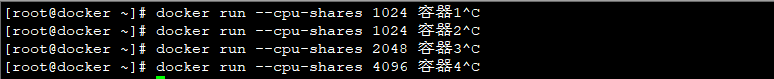 [root@docker ~]# docker run --cpu-shares 1024 容器1^C
[root@docker ~]# docker run --cpu-shares 1024 容器2^C
[root@docker ~]# docker run --cpu-shares 2048 容器3^C
[root@docker ~]# docker run --cpu-shares 4096 容器4^C